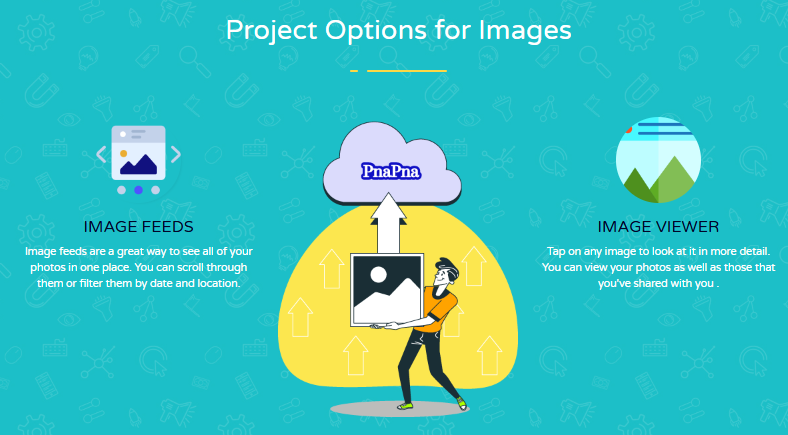 Project Options for Images
PnaPna
IMAGE FEEDS
Image feeds are a great way to see all of your
photos in one place. You can scroll through
them or filter them by date and location.
IMAGE VIEWER
Tap on any image to look at it in more detail.
You can view your photos as well as those that
you've shared with you .